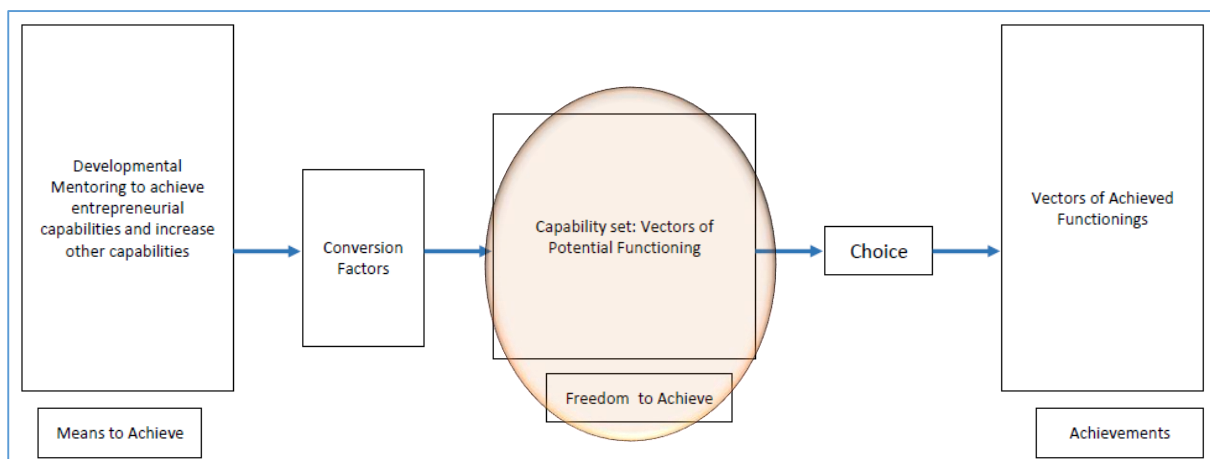 Developmental
Mentoring to achieve
entrepreneurial
capabilities and increase
other capabilities
Conversion
Factors
Capability set: Vectors of
Potential Functioning
Choice
Vectors of Achieved
Functionings
Means to Achieve
Freedom to Achieve
Achievements